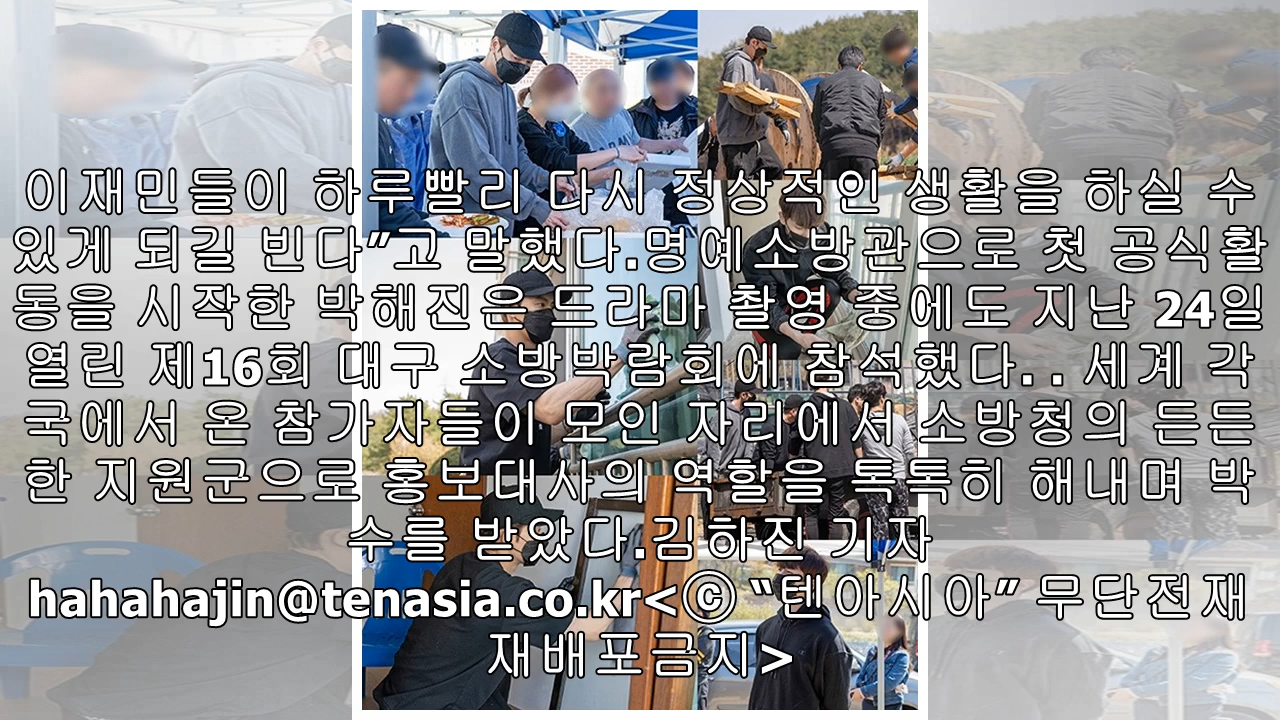 이재민들이 하루빨리 다시 정상적인 생활을 하실 수
있게 되길 빈다”고 말했다.명예소방관으로 첫 공식활
동을 시작한 박해진은 드라마 촬영 중에도 지난 24일
열린 제16회 대구 소방박람회에 참석했다. . 세계 각
국에서 온 참가자들이 모인 자리에서 소방청의 든든
한 지원군으로 홍보대사의 역할을 톡톡히 해내며 박
수를 받았다.김하진 기자
hahahajin@tenasia.co.kr<ⓒ “텐아시아” 무단전재
재배포금지>